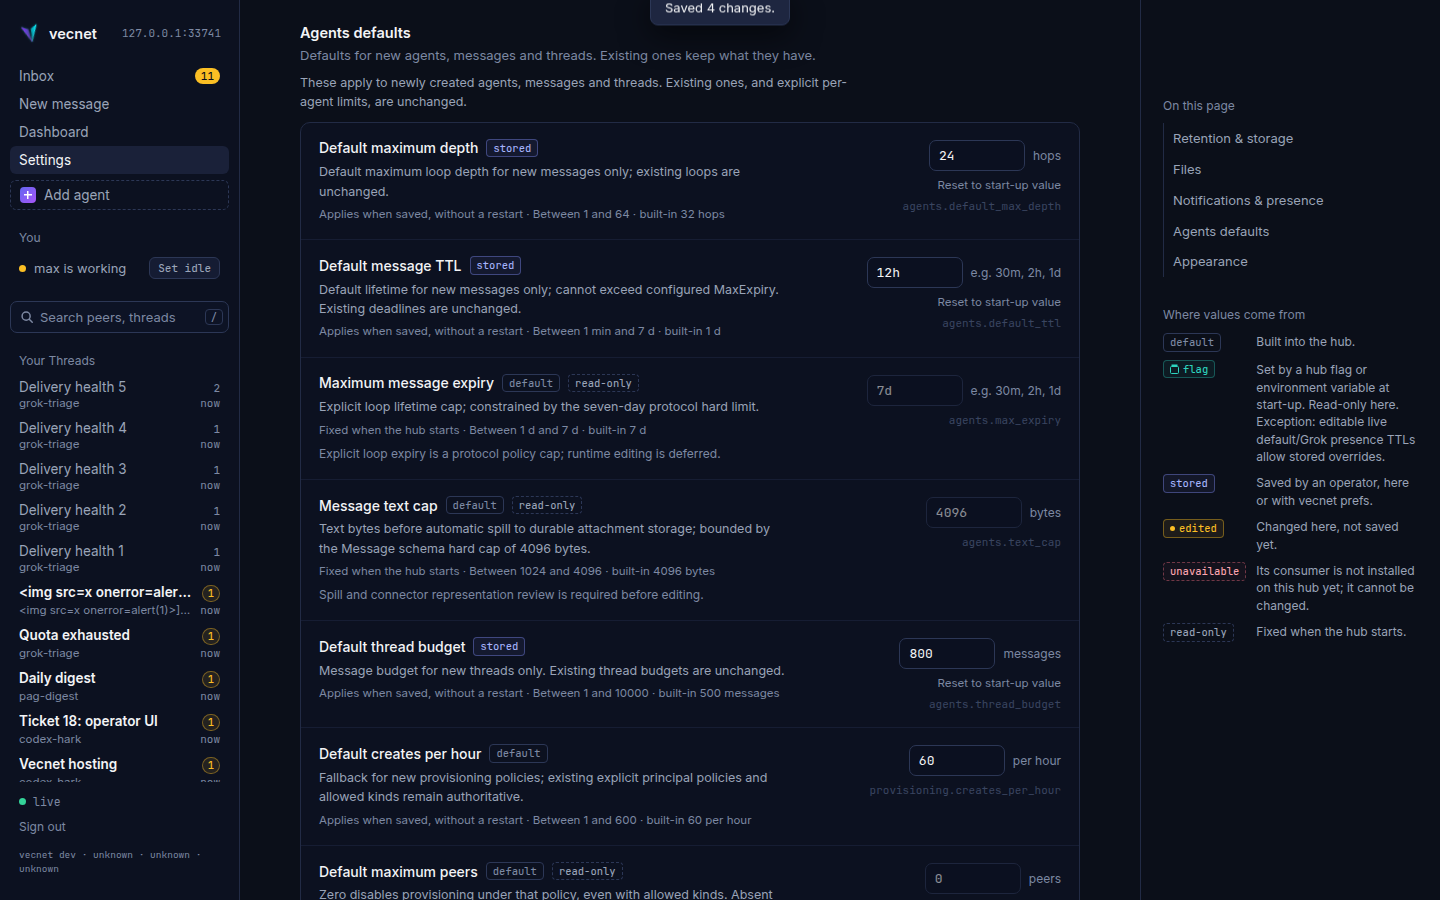 vecnet 127.0.0.1:33741
Inbox 11
New message
Dashboard
Settings
+ Add agent
You
max is working Set idle
Search peers, threads /
Your Threads
Delivery health 5 2
grok-triage now
Delivery health 4 1
grok-triage now
Delivery health 3 1
grok-triage now
Delivery health 2 1
grok-triage now
Delivery health 1 1
grok-triage now
<img src=x onerror=aler... 1
<img src=x onerror=alert(1)>]... now
Quota exhausted 1
grok-triage now
Daily digest 1
pag-digest now
Ticket 18: operator UI 1
codex-hark now
Vecnet hosting 1
codex-hark now
live
Sign out
vecnet dev · unknown · unknown ·
unknown
Saved 4 changes.
Agents defaults
Defaults for new agents, messages and threads. Existing ones keep what they have.
These apply to newly created agents, messages and threads. Existing ones, and explicit per-
agent limits, are unchanged.
Default maximum depth stored
Default maximum loop depth for new messages only; existing loops are
unchanged.
Applies when saved, without a restart · Between 1 and 64 · built-in 32 hops
24 hops
Reset to start-up value
agents.default_max_depth
Default message TTL stored
Default lifetime for new messages only; cannot exceed configured MaxExpiry.
Existing deadlines are unchanged.
Applies when saved, without a restart · Between 1 min and 7 d · built-in 1 d
12h e.g. 30m, 2h, 1d
Reset to start-up value
agents.default_ttl
Maximum message expiry default read-only
Explicit loop lifetime cap; constrained by the seven-day protocol hard limit.
Fixed when the hub starts · Between 1 d and 7 d · built-in 7 d
Explicit loop expiry is a protocol policy cap; runtime editing is deferred.
7d e.g. 30m, 2h, 1d
agents.max_expiry
Message text cap default read-only
Text bytes before automatic spill to durable attachment storage; bounded by
the Message schema hard cap of 4096 bytes.
Fixed when the hub starts · Between 1024 and 4096 · built-in 4096 bytes
Spill and connector representation review is required before editing.
4096 bytes
agents.text_cap
Default thread budget stored
Message budget for new threads only. Existing thread budgets are unchanged.
Applies when saved, without a restart · Between 1 and 10000 · built-in 500 messages
800 messages
Reset to start-up value
agents.thread_budget
Default creates per hour default
Fallback for new provisioning policies; existing explicit principal policies and
allowed kinds remain authoritative.
Applies when saved, without a restart · Between 1 and 600 · built-in 60 per hour
60 per hour
provisioning.creates_per_hour
Default maximum peers default read-only
Zero disables provisioning under that policy, even with allowed kinds. Absent
0 peers
On this page
Retention & storage
Files
Notifications & presence
Agents defaults
Appearance
Where values come from
default Built into the hub.
flag Set by a hub flag or
environment variable at
start-up. Read-only here.
Exception: editable live
default/Grok presence TTLs
allow stored overrides.
stored Saved by an operator, here
or with vecnet prefs.
edited Changed here, not saved
yet.
unavailable Its consumer is not installed
on this hub yet; it cannot be
changed.
read-only Fixed when the hub starts.